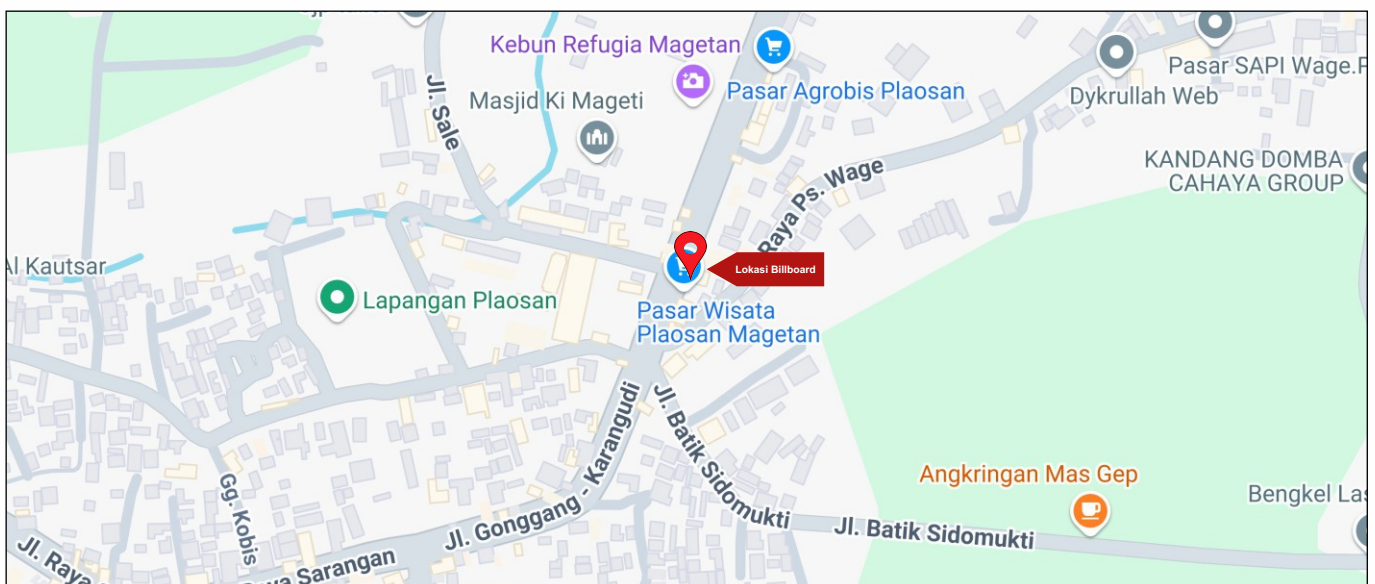 Kebun Refugia Magetan
Pasar SAPI Wage.P
Pasar Agrobis Plaosan
Dykrullah Web
Masjid Ki Mageti
Jl. Sale
KANDANG DOMBA
CAHAYA GROUP
Raya Ps. Wage
Al Kautsar
Lokasi Billboard
Lapangan Plaosan
Pasar Wisata
Plaosan Magetan
Jl. Batik Sidomukti
Angkringan Mas Gep
Bengkel Las
Gg. Kobis
Jl. Gonggang - Karangudi
Jl. Batik Sidomukti
Jl. Raya
Sarangan